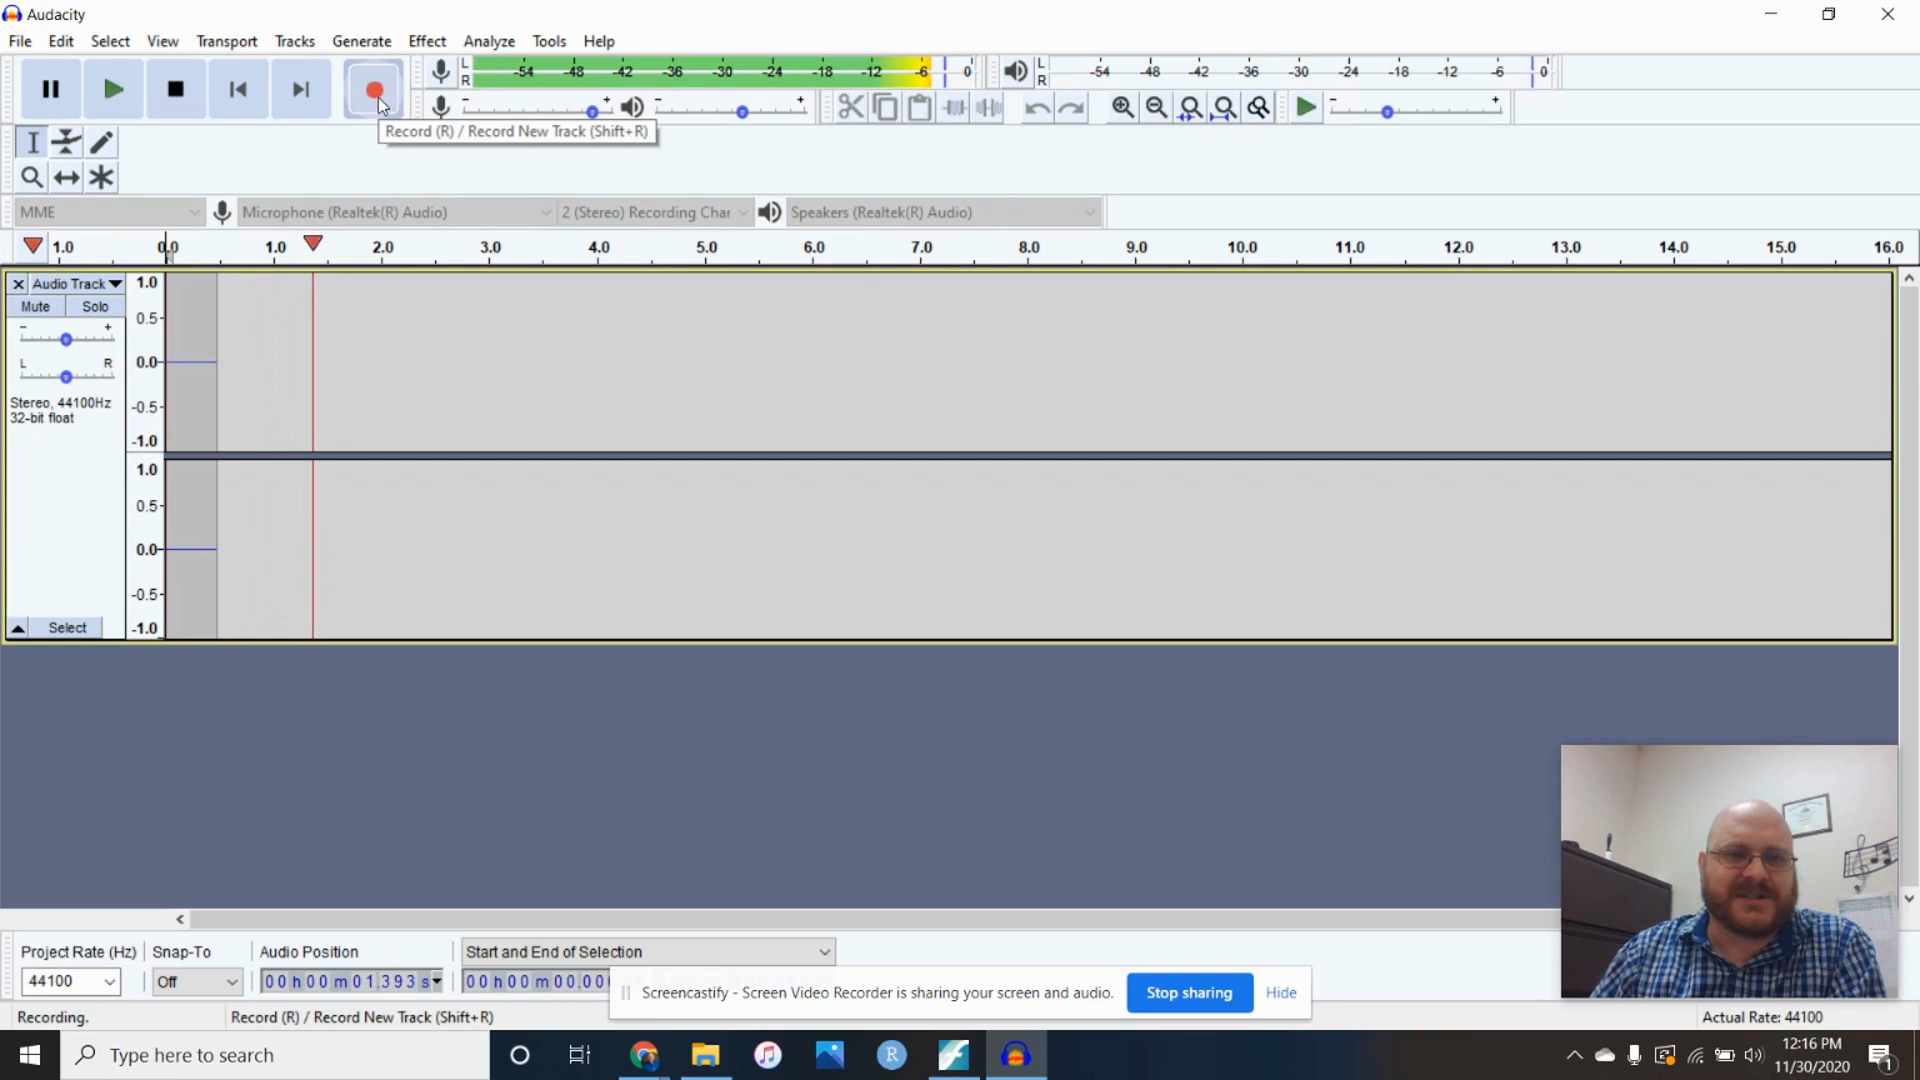 Audacity
File Edit Select View Transport Tracks Generate Effect Analyze Tools Help
L R -54 -48 -42 -36 -30 -24 -18 -12 -6 0 L R -54 -48 -42 -36 -30 -24 -18 -12 -6 0
- + - + - +
Record (R) / Record New Track (Shift+R)
MME Microphone (Realtek(R) Audio) 2 (Stereo) Recording Char Speakers (Realtek(R) Audio)
1.0 0.0 1.0 2.0 3.0 4.0 5.0 6.0 7.0 8.0 9.0 10.0 11.0 12.0 13.0 14.0 15.0 16.0
Audio Track 1.0
Mute Solo
- + 0.5
L R 0.0
Stereo, 44100Hz -0.5
32-bit float
-1.0
1.0
0.5
0.0
-0.5
Select -1.0
Project Rate (Hz) Snap-To Audio Position Start and End of Selection
44100 Off 00h00m01.393s 00h00m00.00
Screencastify - Screen Video Recorder is sharing your screen and audio. Stop sharing Hide
Recording. Record (R) / Record New Track (Shift+R) Actual Rate: 44100
Type here to search R 12:16 PM
11/30/2020 1